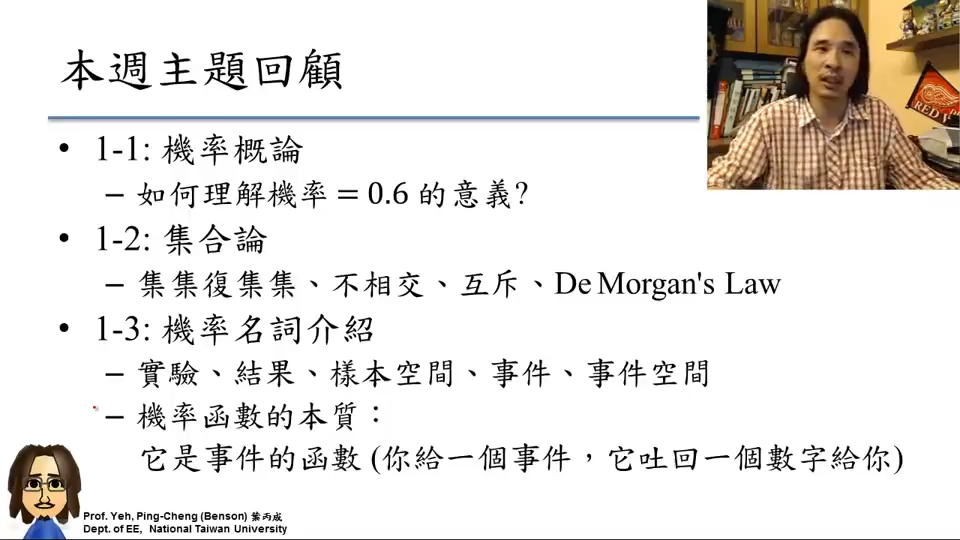 本週主題回顧
• 1-1: 機率概論
– 如何理解機率 = 0.6 的意義?
• 1-2: 集合論
– 集集復集集、不相交、互斥、De Morgan's Law
• 1-3: 機率名詞介紹
– 實驗、結果、樣本空間、事件、事件空間
– 機率函數的本質：
它是事件的函數 (你給一個事件，它吐回一個數字給你)
Prof. Yeh, Ping-Cheng (Benson) 葉丙成
Dept. of EE, National Taiwan University
RED